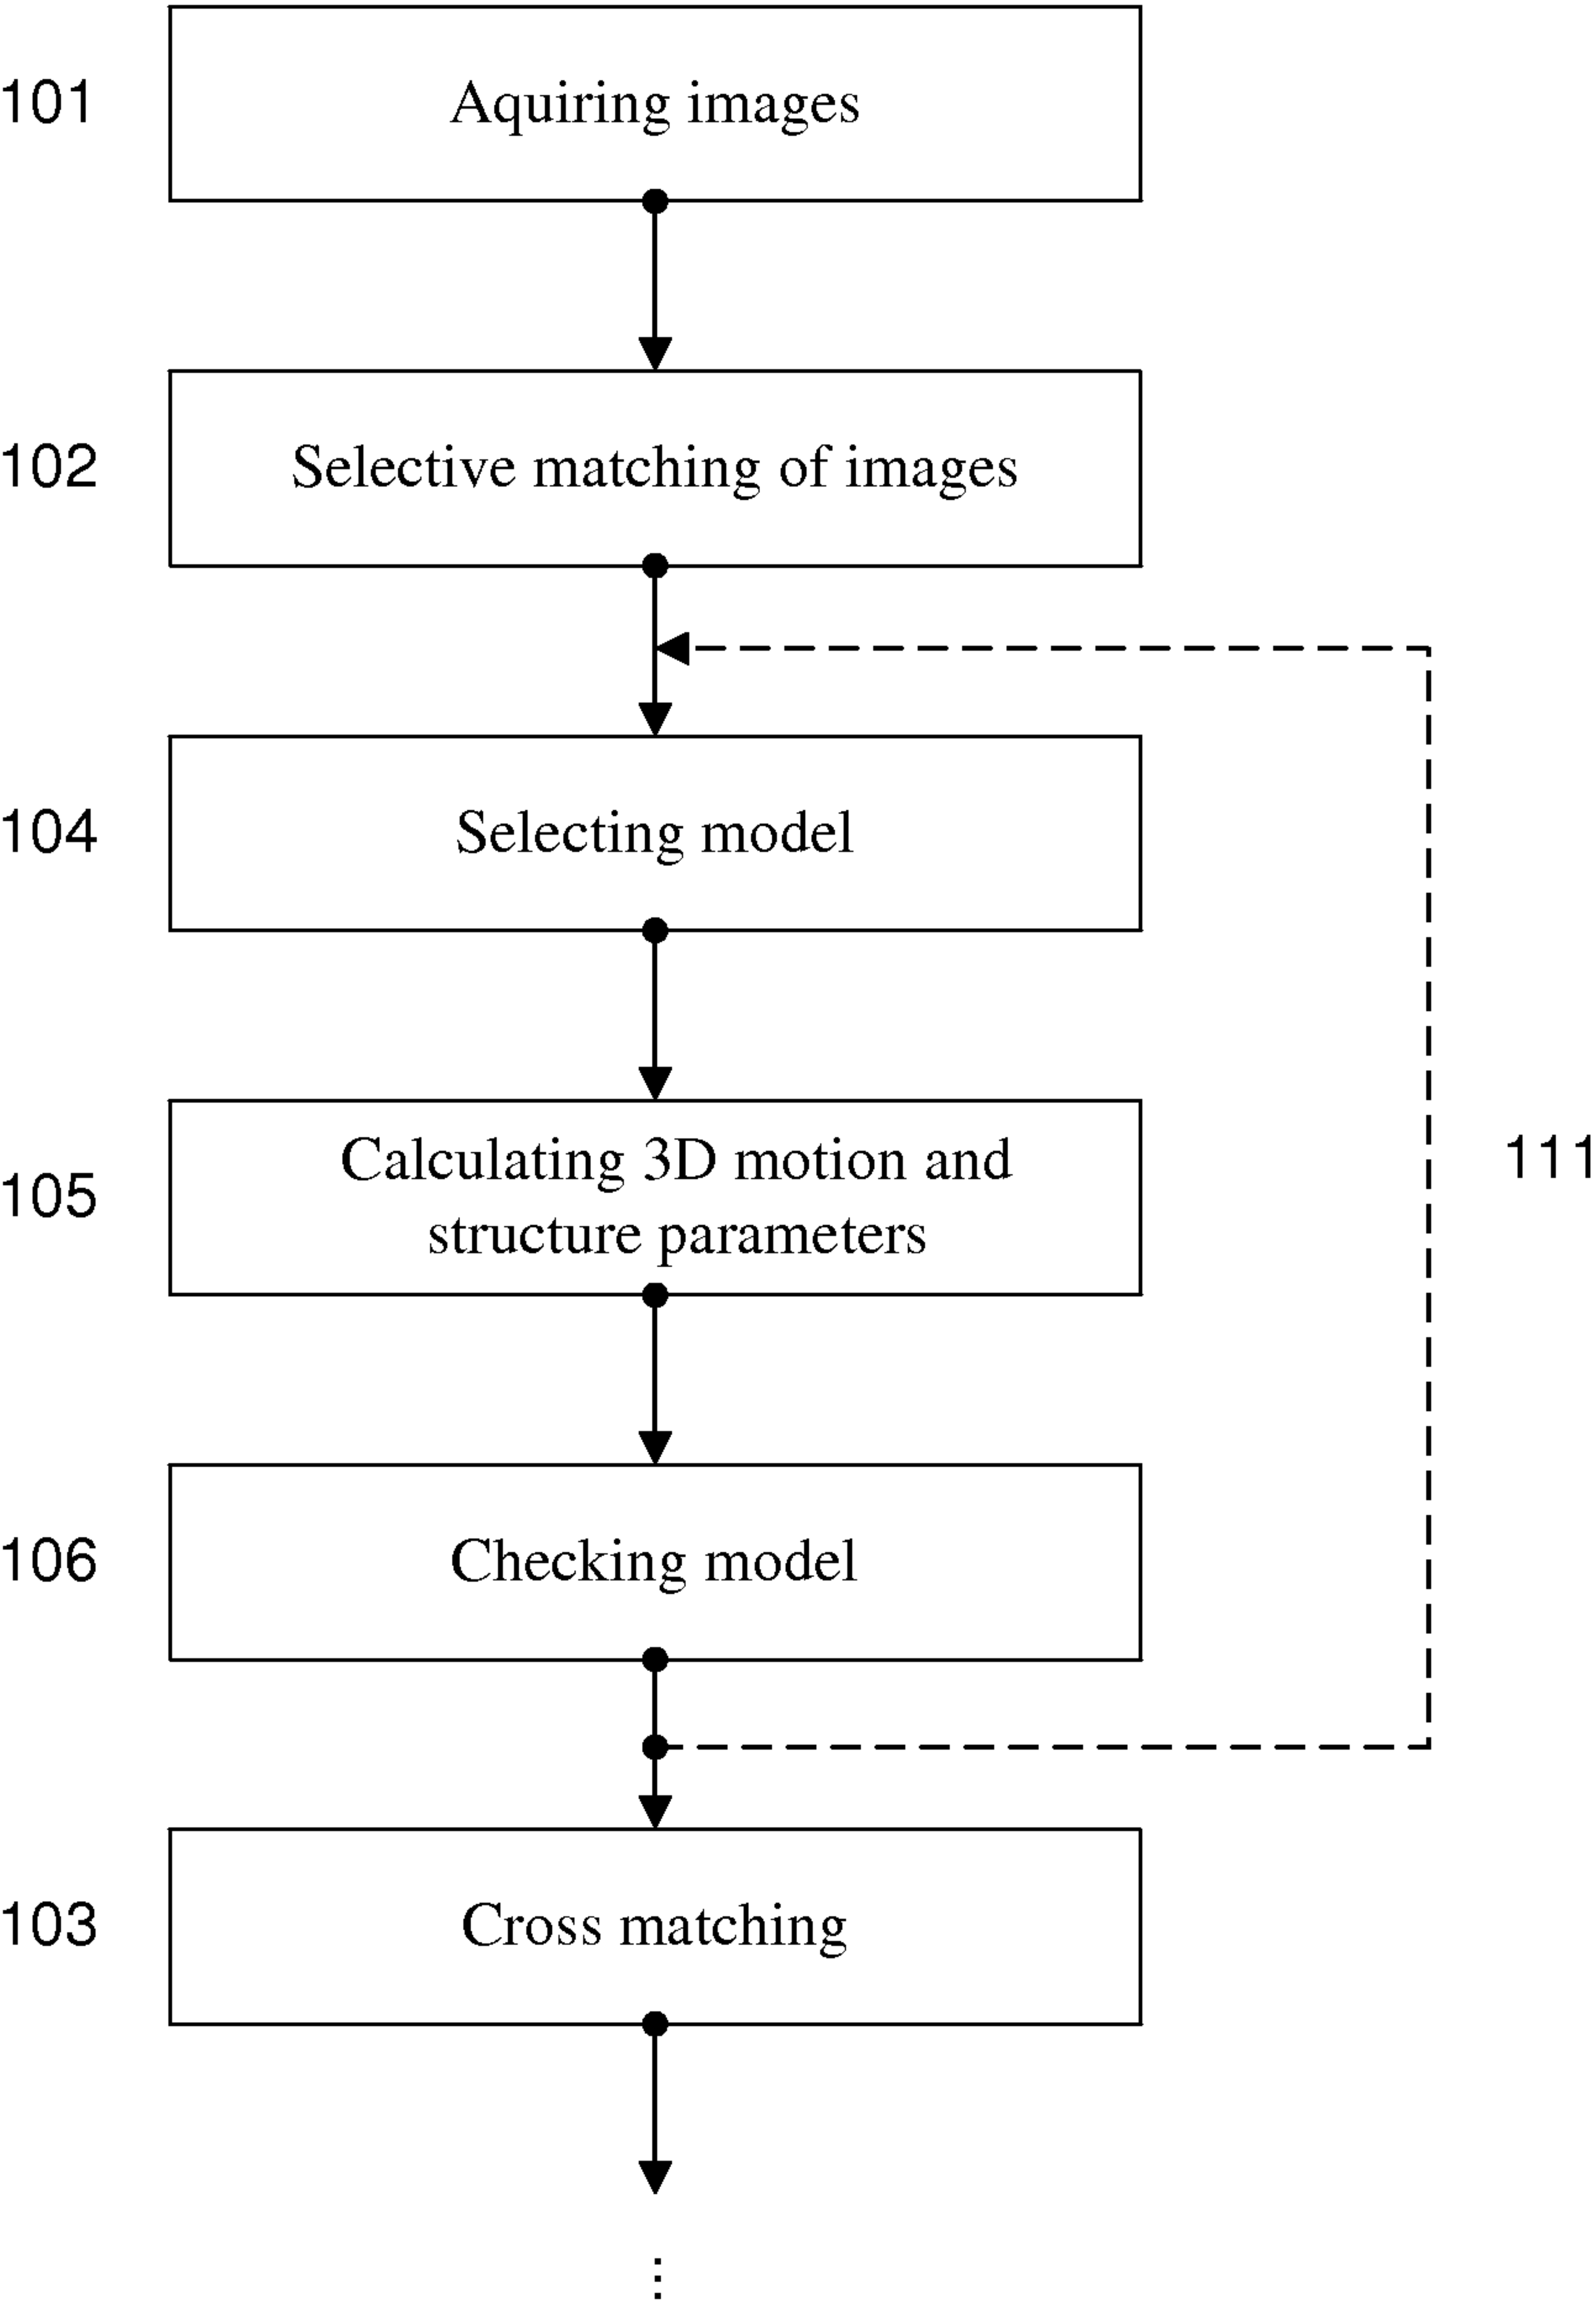 101 Aquiring images
102 Selective matching of images
104 Selecting model
105 Calculating 3D motion and
structure parameters
111
106 Checking model
103 Cross matching